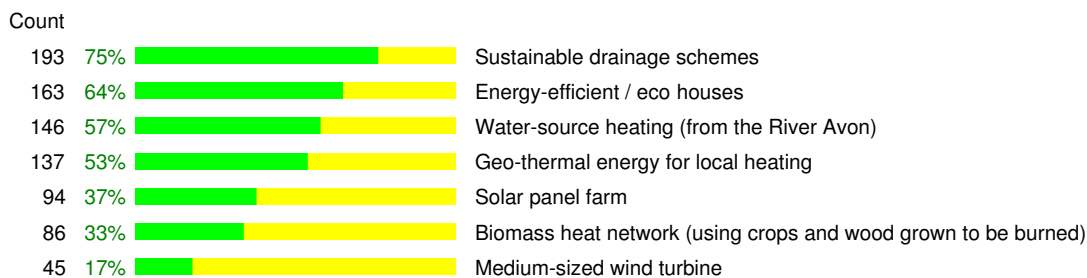 Count
193 75% Sustainable drainage schemes
163 64% Energy-efficient / eco houses
146 57% Water-source heating (from the River Avon)
137 53% Geo-thermal energy for local heating
94 37% Solar panel farm
86 33% Biomass heat network (using crops and wood grown to be burned)
45 17% Medium-sized wind turbine